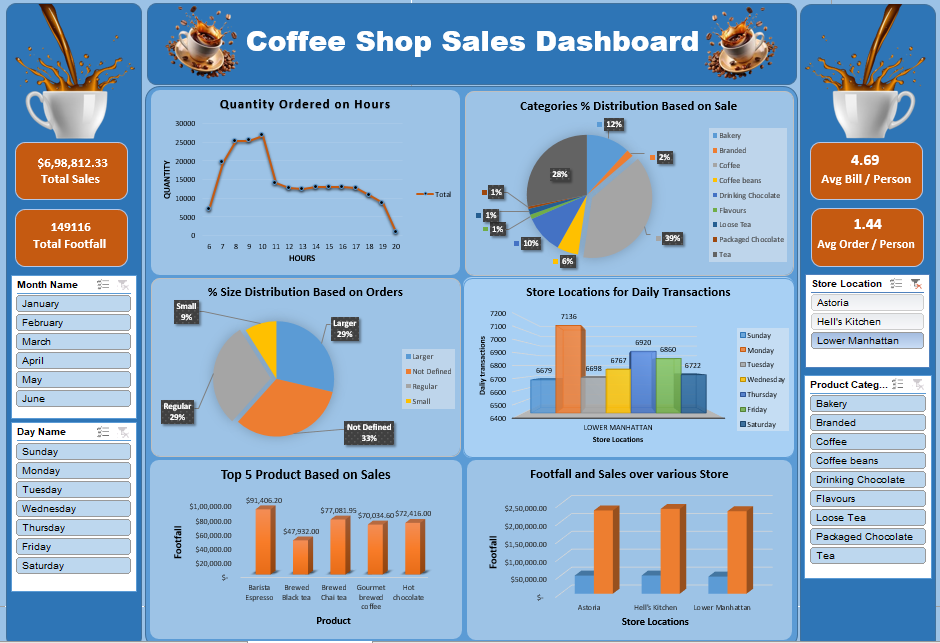 Coffee Shop Sales Dashboard
$6,98,812.33
Total Sales
149116
Total Footfall
Month Name
January
February
March
April
May
June
Day Name
Sunday
Monday
Tuesday
Wednesday
Thursday
Friday
Saturday
Quantity Ordered on Hours
30000
25000
20000
15000
10000
5000
0
QUANTITY
6 7 8 9 10 11 12 13 14 15 16 17 18 19 20
HOURS
Total
Categories % Distribution Based on Sale
12%
2%
39%
6%
10%
1%
1%
1%
28%
Bakery
Branded
Coffee
Coffee beans
Drinking Chocolate
Flavours
Loose Tea
Packaged Chocolate
Tea
% Size Distribution Based on Orders
Small
9%
Larger
29%
Regular
29%
Not Defined
33%
Larger
Not Defined
Regular
Small
Store Locations for Daily Transactions
7200
7100
7000
6900
6800
6700
6600
6500
6400
Daily transactions
6679
7136
6698
6767
6920
6860
6722
LOWER MANHATTAN
Store Locations
Sunday
Monday
Tuesday
Wednesday
Thursday
Friday
Saturday
Top 5 Product Based on Sales
$1,00,000.00
$80,000.00
$60,000.00
$40,000.00
$20,000.00
$-
Footfall
$91,406.20
$47,932.00
$77,081.95
$70,034.60
$72,416.00
Barista
Espresso
Brewed
Black tea
Brewed
Chai tea
Gourmet
brewed
coffee
Hot
chocolate
Product
Footfall and Sales over various Store
$2,50,000.00
$2,00,000.00
$1,50,000.00
$1,00,000.00
$50,000.00
$-
Footfall
Astoria
Hell's Kitchen
Lower Manhattan
Store Locations
4.69
Avg Bill / Person
1.44
Avg Order / Person
Store Location
Astoria
Hell's Kitchen
Lower Manhattan
Product Categ...
Bakery
Branded
Coffee
Coffee beans
Drinking Chocolate
Flavours
Loose Tea
Packaged Chocolate
Tea